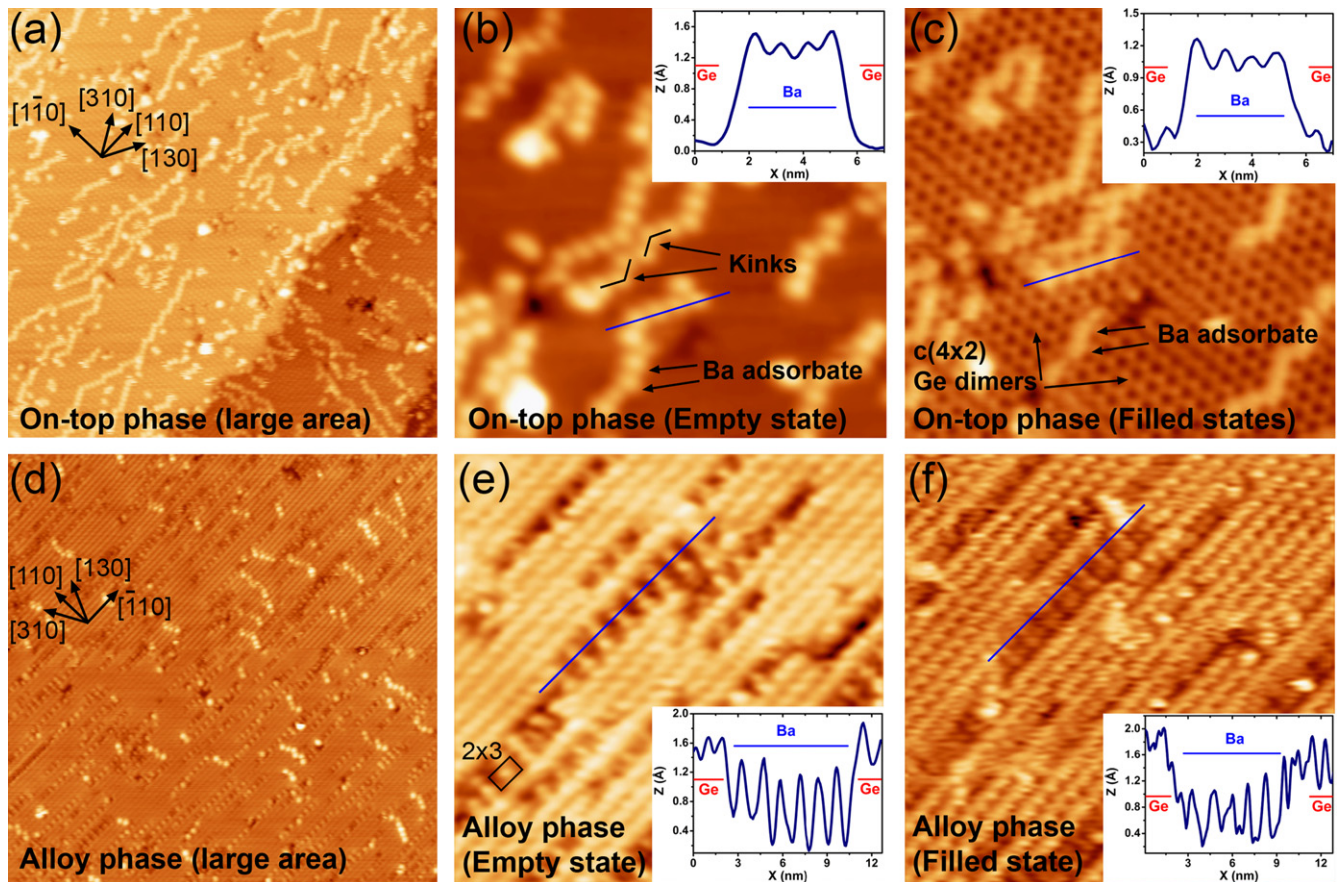 (a)
[11̄0]
[310]
[110]
[130]
On-top phase (large area)
(b)
1.6
1.2
0.8
0.4
0.0
Z (Å)
Ge
Ba
Ge
0 2 4 6
X (nm)
Kinks
Ba adsorbate
On-top phase (Empty state)
(c)
1.5
1.2
0.9
0.6
0.3
Z (Å)
Ge
Ba
Ge
0 2 4 6
X (nm)
Ba adsorbate
c(4x2)
Ge dimers
On-top phase (Filled states)
(d)
[130]
[110]
[1̄10]
[310]
Alloy phase (large area)
(e)
2x3
2.0
1.6
1.2
0.8
0.4
Z (Å)
Ba
Ge
Ge
0 3 6 9 12
X (nm)
Alloy phase
(Empty state)
(f)
2.0
1.6
1.2
0.8
0.4
Z (Å)
Ba
Ge
Ge
3 6 9 12
X (nm)
Alloy phase
(Filled state)